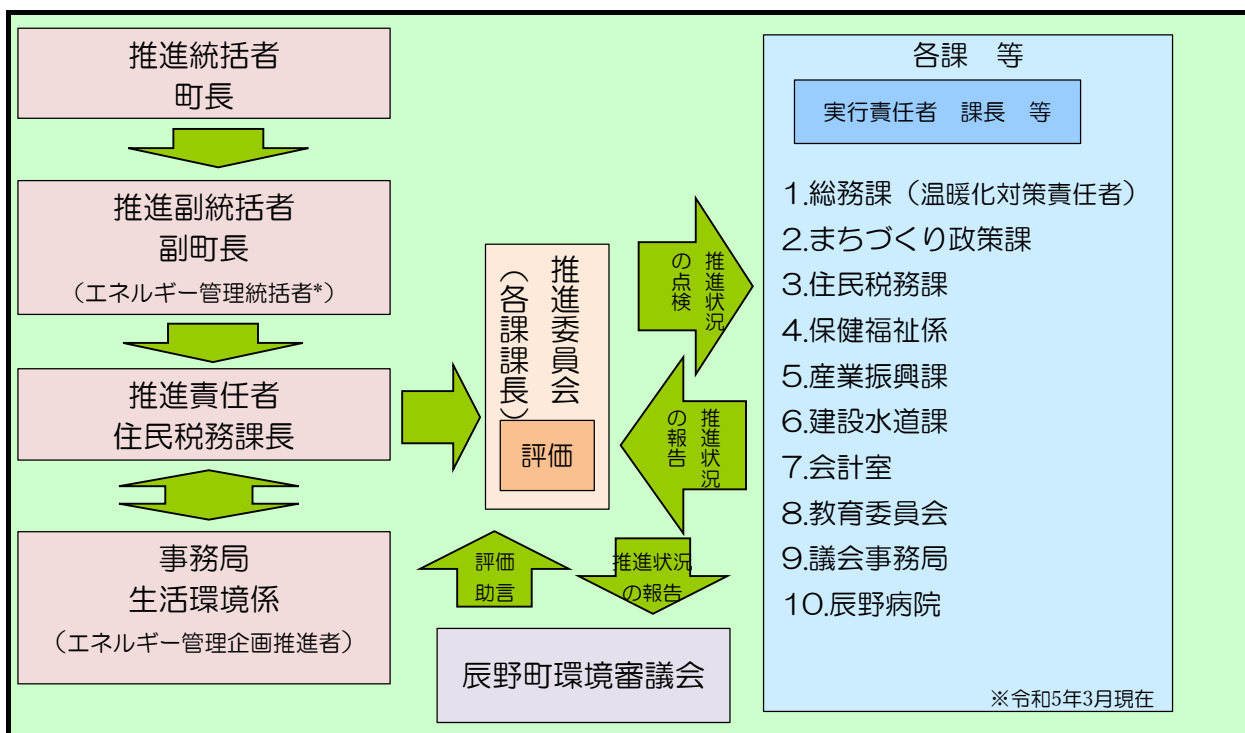 推進統括者
町長
推進副統括者
副町長
（エネルギー管理統括者*）
推進責任者
住民税務課長
事務局
生活環境係
（エネルギー管理企画推進者）
推進委員会
（各課課長）
評価
推進状況
の点検
推進状況
の報告
評価
助言
推進状況
の報告
辰野町環境審議会
各課　等
実行責任者　課長　等
1.総務課（温暖化対策責任者）
2.まちづくり政策課
3.住民税務課
4.保健福祉係
5.産業振興課
6.建設水道課
7.会計室
8.教育委員会
9.議会事務局
10.辰野病院
※令和5年3月現在